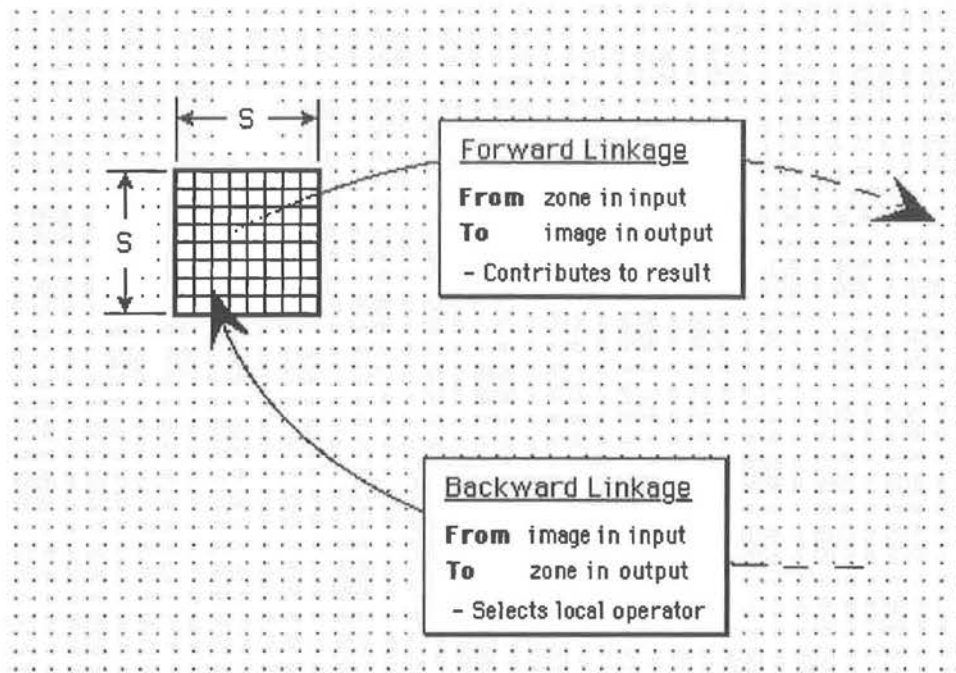 S
S
Forward Linkage
From zone in input
To image in output
- Contributes to result
Backward Linkage
From image in input
To zone in output
- Selects local operator